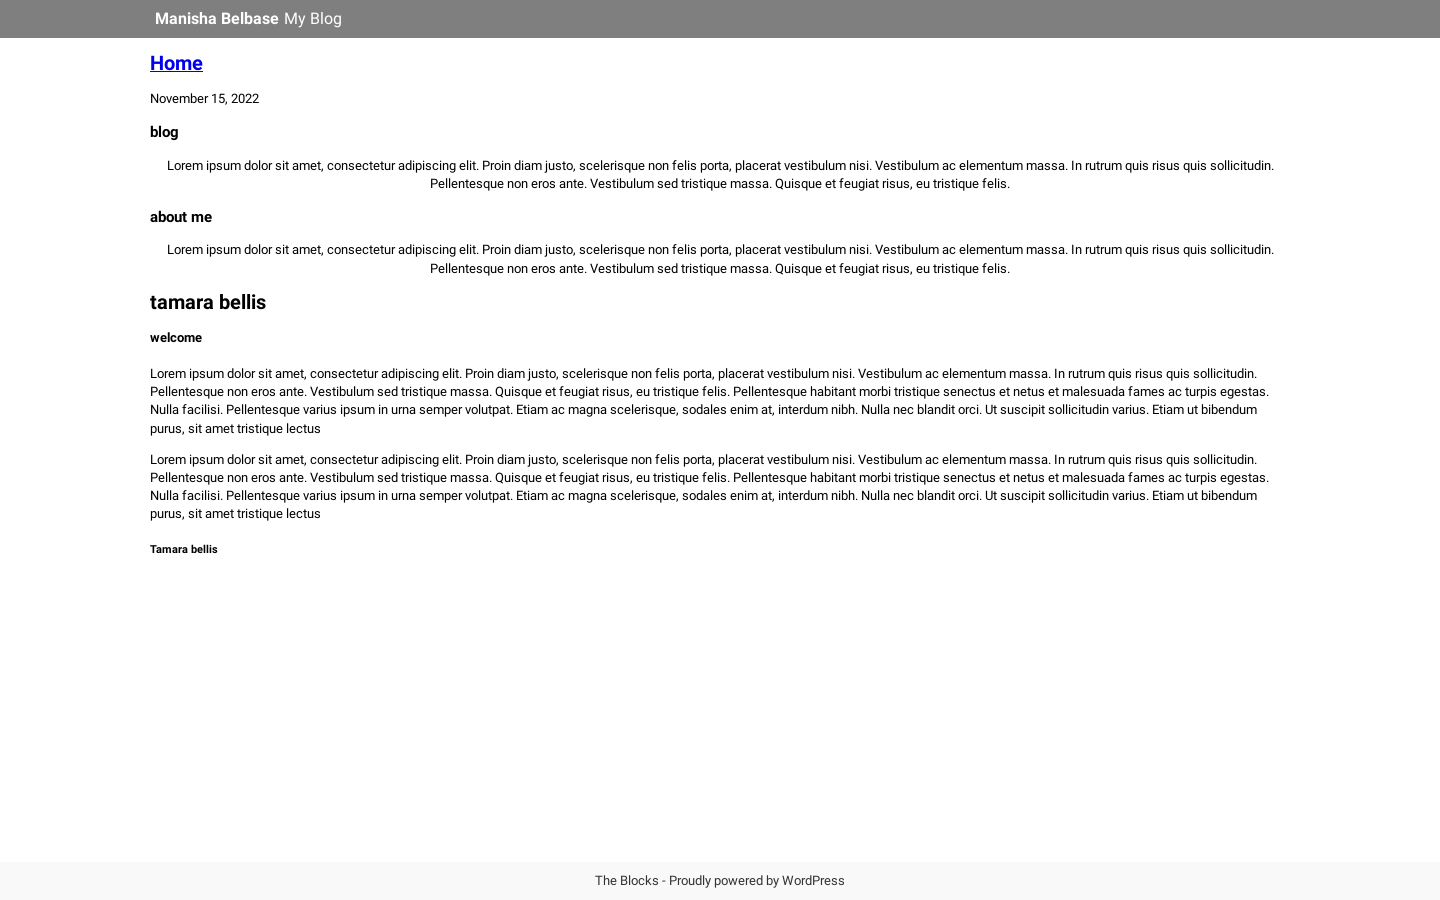 Manisha Belbase My Blog
Home
November 15, 2022
blog
Lorem ipsum dolor sit amet, consectetur adipiscing elit. Proin diam justo, scelerisque non felis porta, placerat vestibulum nisi. Vestibulum ac elementum massa. In rutrum quis risus quis sollicitudin.
Pellentesque non eros ante. Vestibulum sed tristique massa. Quisque et feugiat risus, eu tristique felis.
about me
Lorem ipsum dolor sit amet, consectetur adipiscing elit. Proin diam justo, scelerisque non felis porta, placerat vestibulum nisi. Vestibulum ac elementum massa. In rutrum quis risus quis sollicitudin.
Pellentesque non eros ante. Vestibulum sed tristique massa. Quisque et feugiat risus, eu tristique felis.
tamara bellis
welcome
Lorem ipsum dolor sit amet, consectetur adipiscing elit. Proin diam justo, scelerisque non felis porta, placerat vestibulum nisi. Vestibulum ac elementum massa. In rutrum quis risus quis sollicitudin.
Pellentesque non eros ante. Vestibulum sed tristique massa. Quisque et feugiat risus, eu tristique felis. Pellentesque habitant morbi tristique senectus et netus et malesuada fames ac turpis egestas.
Nulla facilisi. Pellentesque varius ipsum in urna semper volutpat. Etiam ac magna scelerisque, sodales enim at, interdum nibh. Nulla nec blandit orci. Ut suscipit sollicitudin varius. Etiam ut bibendum
purus, sit amet tristique lectus
Lorem ipsum dolor sit amet, consectetur adipiscing elit. Proin diam justo, scelerisque non felis porta, placerat vestibulum nisi. Vestibulum ac elementum massa. In rutrum quis risus quis sollicitudin.
Pellentesque non eros ante. Vestibulum sed tristique massa. Quisque et feugiat risus, eu tristique felis. Pellentesque habitant morbi tristique senectus et netus et malesuada fames ac turpis egestas.
Nulla facilisi. Pellentesque varius ipsum in urna semper volutpat. Etiam ac magna scelerisque, sodales enim at, interdum nibh. Nulla nec blandit orci. Ut suscipit sollicitudin varius. Etiam ut bibendum
purus, sit amet tristique lectus
Tamara bellis
The Blocks - Proudly powered by WordPress